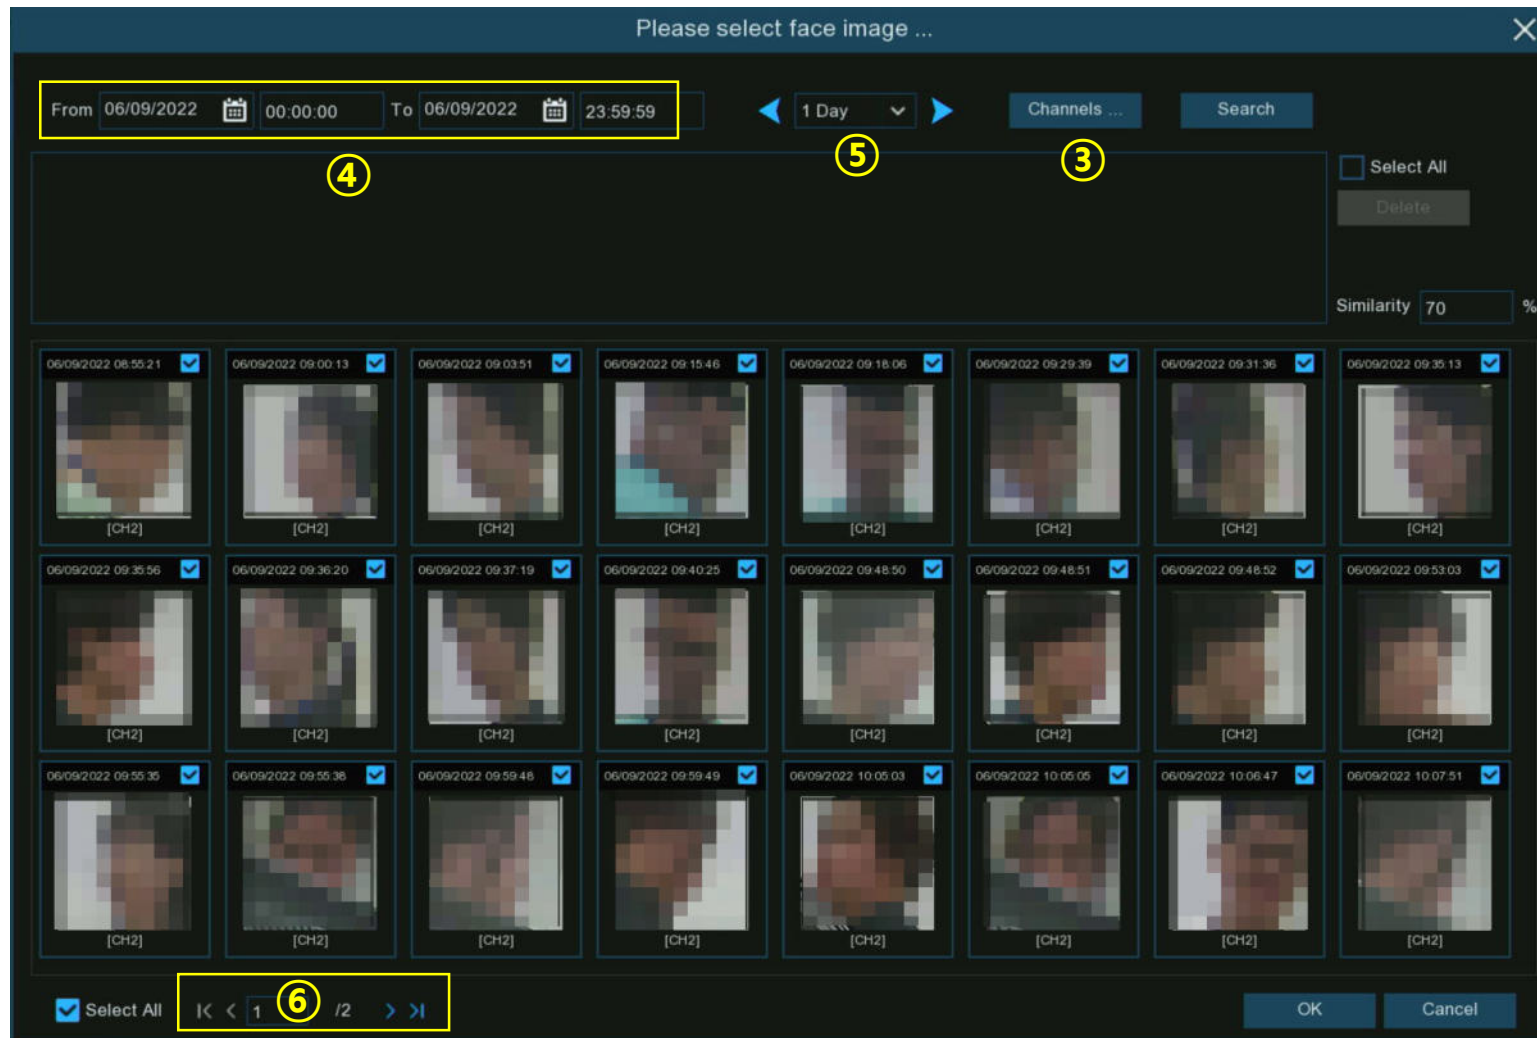 Please select face image ...
From 06/09/2022 00:00:00 To 06/09/2022 23:59:59 1 Day Channels ... Search
④ ⑤ ③
Select All
Delete
Similarity 70 %
06/09/2022 08:55:21 06/09/2022 09:00:13 06/09/2022 09:03:51 06/09/2022 09:15:46 06/09/2022 09:18:06 06/09/2022 09:29:39 06/09/2022 09:31:36 06/09/2022 09:35:13
[CH2] [CH2] [CH2] [CH2] [CH2] [CH2] [CH2] [CH2]
06/09/2022 09:35:56 06/09/2022 09:36:20 06/09/2022 09:37:19 06/09/2022 09:40:25 06/09/2022 09:48:50 06/09/2022 09:48:51 06/09/2022 09:48:52 06/09/2022 09:53:03
[CH2] [CH2] [CH2] [CH2] [CH2] [CH2] [CH2] [CH2]
06/09/2022 09:55:35 06/09/2022 09:55:38 06/09/2022 09:59:48 06/09/2022 09:59:49 06/09/2022 10:05:03 06/09/2022 10:05:05 06/09/2022 10:06:47 06/09/2022 10:07:51
[CH2] [CH2] [CH2] [CH2] [CH2] [CH2] [CH2] [CH2]
Select All 1 ⑥ /2 OK Cancel